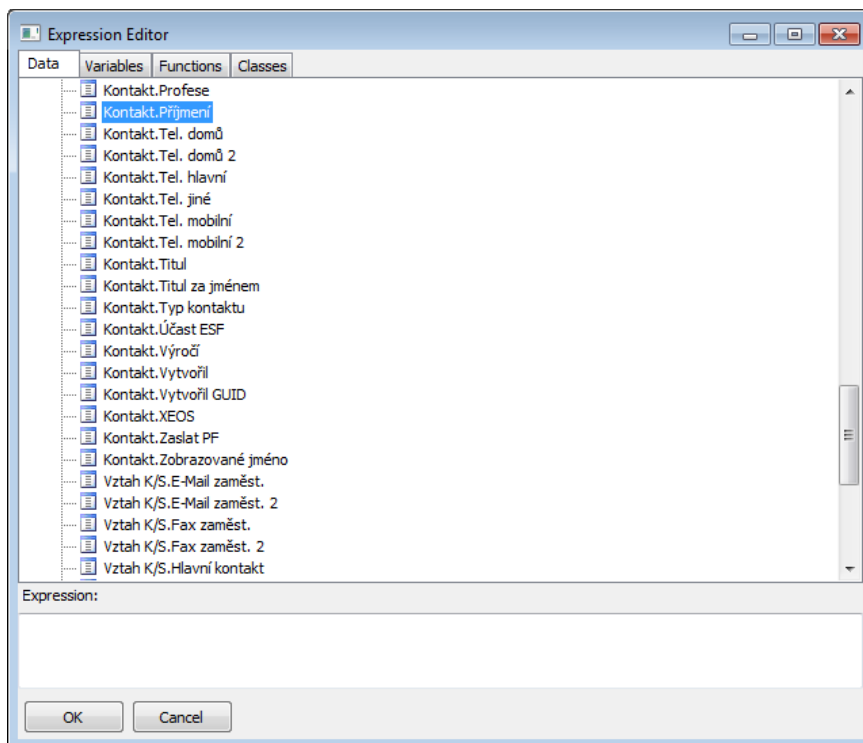 Expression Editor
Data Variables Functions Classes
Kontakt.Profese
Kontakt.Příjmení
Kontakt.Tel. domů
Kontakt.Tel. domů 2
Kontakt.Tel. hlavní
Kontakt.Tel. jiné
Kontakt.Tel. mobilní
Kontakt.Tel. mobilní 2
Kontakt.Titul
Kontakt.Titul za jménem
Kontakt.Typ kontaktu
Kontakt.Účast ESF
Kontakt.Výročí
Kontakt.Vytvořil
Kontakt.Vytvořil GUID
Kontakt.XEOS
Kontakt.Zaslat PF
Kontakt.Zobrazované jméno
Vztah K/S.E-Mail zaměst.
Vztah K/S.E-Mail zaměst. 2
Vztah K/S.Fax zaměst.
Vztah K/S.Fax zaměst. 2
Vztah K/S.Hlavní kontakt
Expression:
OK Cancel